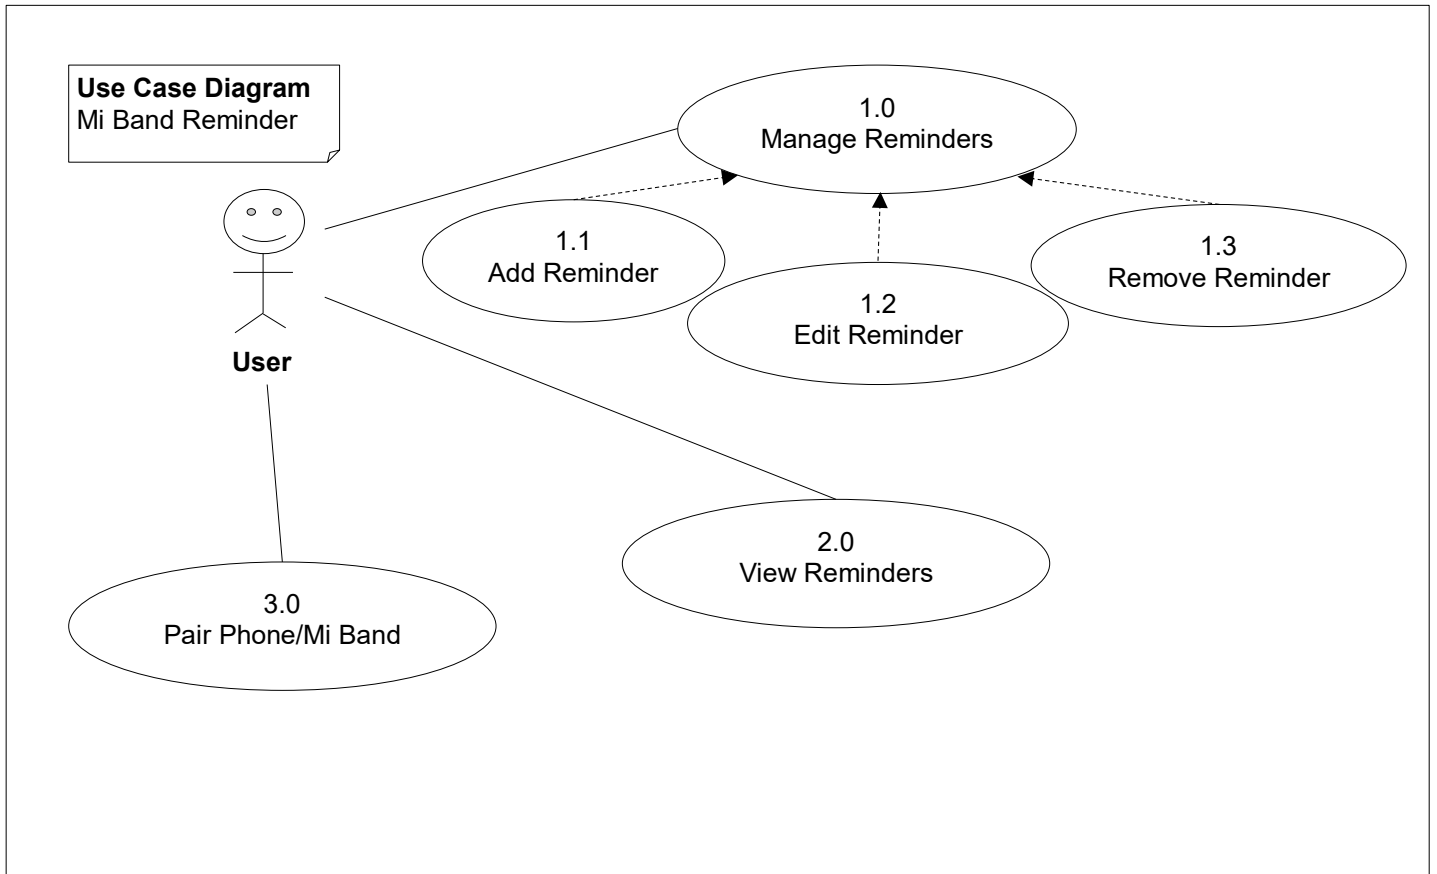 Use Case Diagram
Mi Band Reminder
1.0
Manage Reminders
1.1
Add Reminder
1.2
Edit Reminder
1.3
Remove Reminder
User
2.0
View Reminders
3.0
Pair Phone/Mi Band